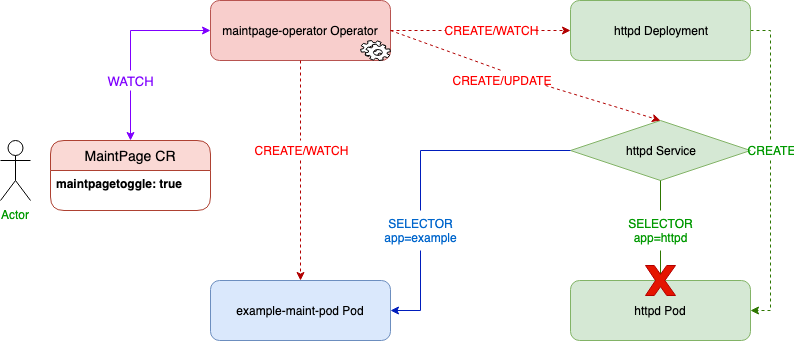 maintpage-operator Operator
CREATE/WATCH
httpd Deployment
WATCH
CREATE/UPDATE
MaintPage CR
maintpagetoggle: true
Actor
CREATE/WATCH
httpd Service
CREATE
SELECTOR
app=example
SELECTOR
app=httpd
example-maint-pod Pod
httpd Pod